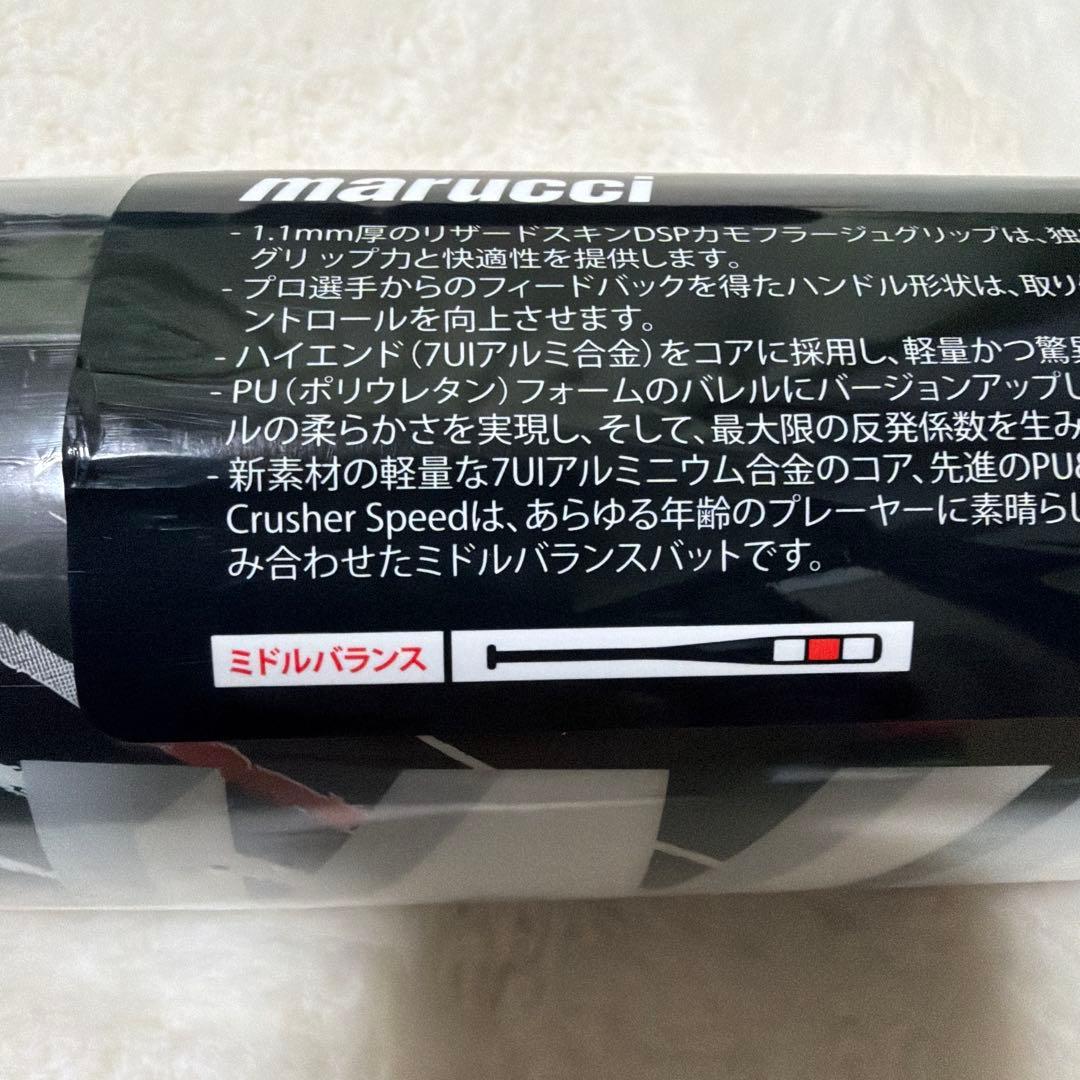 marucci
- 1.1mm厚のリザードスキンDSPカモフラージュグリップは、独
グリップ力と快適性を提供します。
- プロ選手からのフィードバックを得たハンドル形状は、取り
ントロールを向上させます。
- ハイエンド（7UIアルミ合金）をコアに採用し、軽量かつ驚異
- PU（ポリウレタン）フォームのバレルにバージョンアップし
ルの柔らかさを実現し、そして、最大限の反発係数を生み
- 新素材の軽量な7UIアルミニウム合金のコア、先進のPU&
Crusher Speedは、あらゆる年齢のプレーヤーに素晴らし
み合わせたミドルバランスバットです。
ミドルバランス